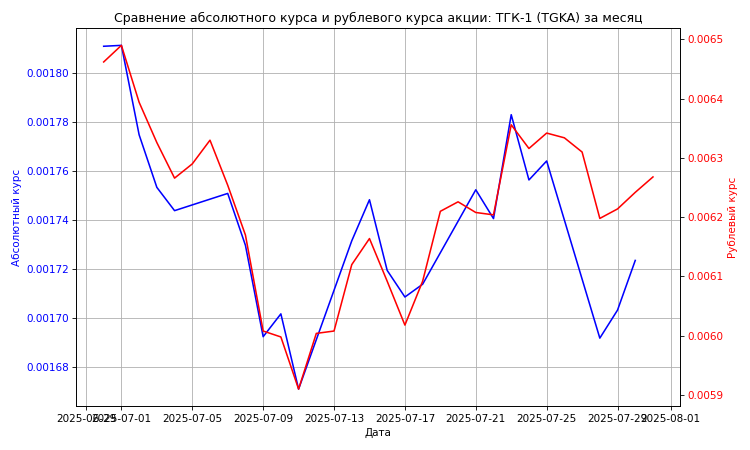 Сравнение абсолютного курса и рублевого курса акции: ТГК-1 (TGKA) за месяц
0.0065
0.00180
0.0064
0.00178
0.0063
0.00176
0.00174
0.0062
Абсолютный курс
Рублевый курс
0.00172
0.0061
0.00170
0.0060
0.00168
0.0059
2025-06-29 2025-07-01 2025-07-05 2025-07-09 2025-07-13 2025-07-17 2025-07-21 2025-07-25 2025-07-29 2025-08-01
Дата